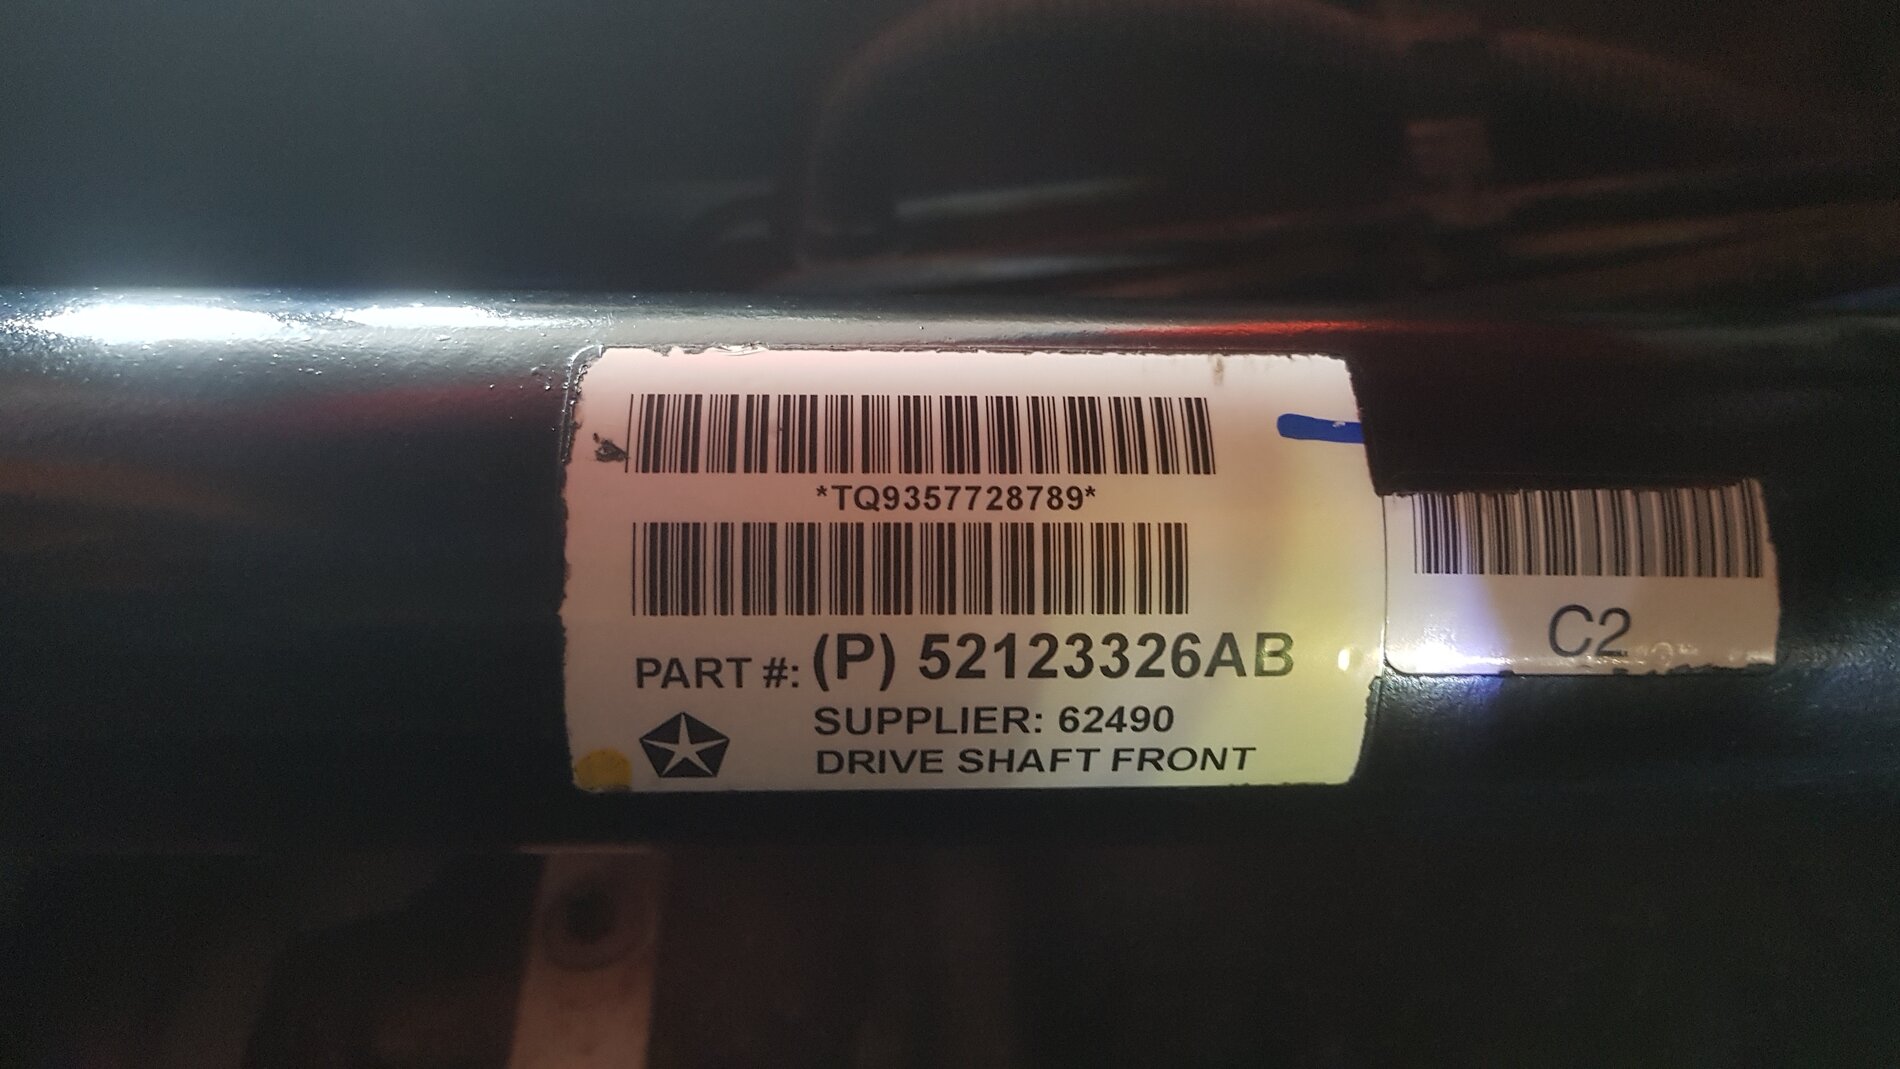 *TQ9357728789*
PART #: (P) 52123326AB
SUPPLIER: 62490
DRIVE SHAFT FRONT
C2